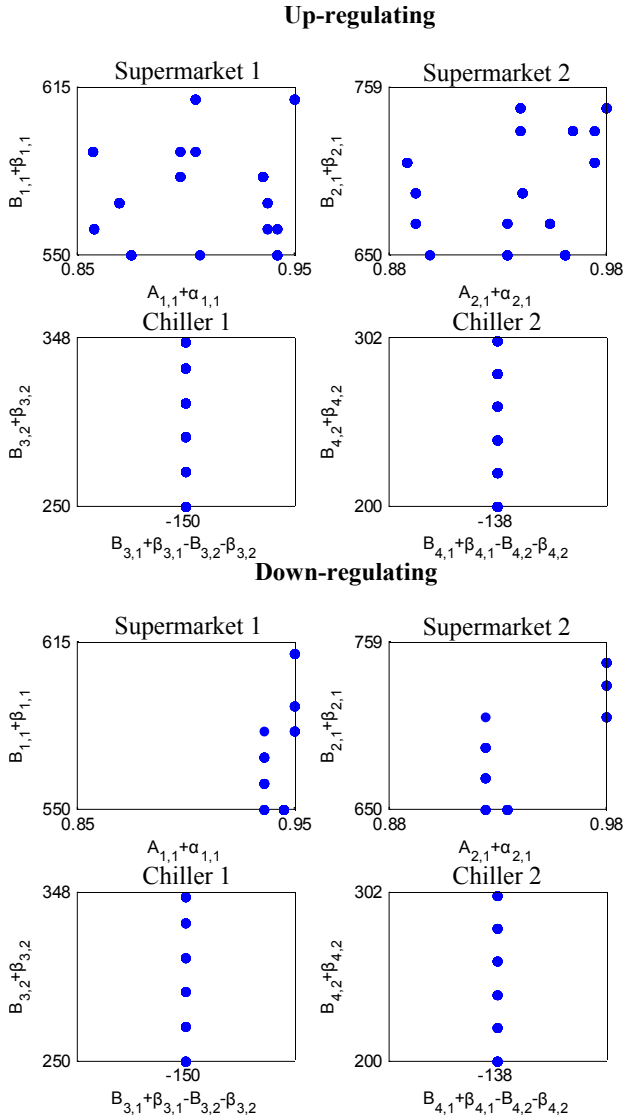 Up-regulating
Supermarket 1
615
B1,1+β1,1
550
0.85
0.95
A1,1+α1,1
Supermarket 2
759
B2,1+β2,1
650
0.88
0.98
A2,1+α2,1
Chiller 1
348
B3,2+β3,2
250
-150
B3,1+β3,1-B3,2-β3,2
Chiller 2
302
B4,2+β4,2
200
-138
B4,1+β4,1-B4,2-β4,2
Down-regulating
Supermarket 1
615
B1,1+β1,1
550
0.85
0.95
A1,1+α1,1
Supermarket 2
759
B2,1+β2,1
650
0.88
0.98
A2,1+α2,1
Chiller 1
348
B3,2+β3,2
250
-150
B3,1+β3,1-B3,2-β3,2
Chiller 2
302
B4,2+β4,2
200
-138
B4,1+β4,1-B4,2-β4,2